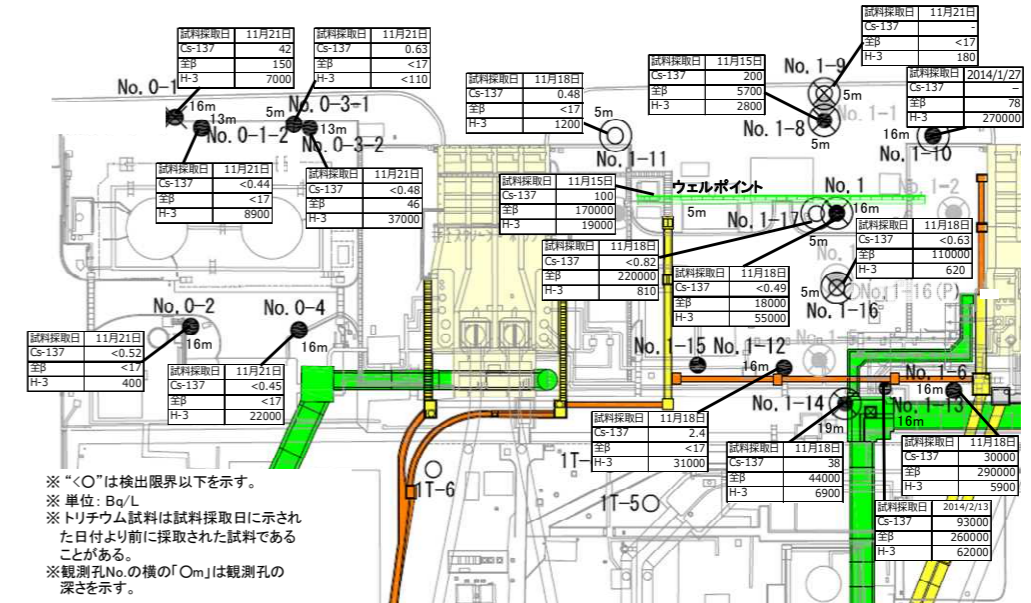 試料採取日 11月21日
Cs-137 42
全β 150
H-3 7000
試料採取日 11月21日
Cs-137 0.63
全β <17
H-3 <110
試料採取日 11月18日
Cs-137 0.48
全β <17
H-3 1200
試料採取日 11月15日
Cs-137 200
全β 5700
H-3 2800
試料採取日 11月21日
Cs-137
全β <17
H-3 180
試料採取日 2014/1/27
Cs-137 －
全β 78
H-3 270000
No. 0-1
16m
13m
No. 0-1-2
5m
No. 0-3-1
13m
No. 0-3-2
5m
No. 1-11
No. 1-9
5m
No. 1-8
5m
1-1
16m
No. 1-10
試料採取日 11月21日
Cs-137 <0.44
全β <17
H-3 8900
試料採取日 11月21日
Cs-137 <0.48
全β 46
H-3 37000
試料採取日 11月15日
Cs-137 100
全β 170000
H-3 19000
ウェルポイント
5m
No. 1-17
5m
No. 1
16m
1-2
試料採取日 11月18日
Cs-137 <0.82
全β 220000
H-3 810
試料採取日 11月18日
Cs-137 <0.49
全β 18000
H-3 55000
試料採取日 11月18日
Cs-137 <0.63
全β 110000
H-3 620
5m
No. 1-16(P)
No. 1-16
No. 0-2
16m
No. 0-4
16m
試料採取日 11月21日
Cs-137 <0.52
全β <17
H-3 400
試料採取日 11月21日
Cs-137 <0.45
全β <17
H-3 22000
No. 1-15
No. 1-12
16m
No. 1-14
19m
No. 1-6
16m
No. 1-13
16m
試料採取日 11月18日
Cs-137 2.4
全β <17
H-3 31000
試料採取日 11月18日
Cs-137 38
全β 44000
H-3 6900
試料採取日 11月18日
Cs-137 30000
全β 290000
H-3 5900
試料採取日 2014/2/13
Cs-137 93000
全β 260000
H-3 62000
1T-6
1T-
1T-5
※ “<○”は検出限界以下を示す。
※ 単位：Bq/L
※トリチウム試料は試料採取日に示され
た日付より前に採取された試料である
ことがある。
※観測孔No.の横の「○m」は観測孔の
深さを示す。